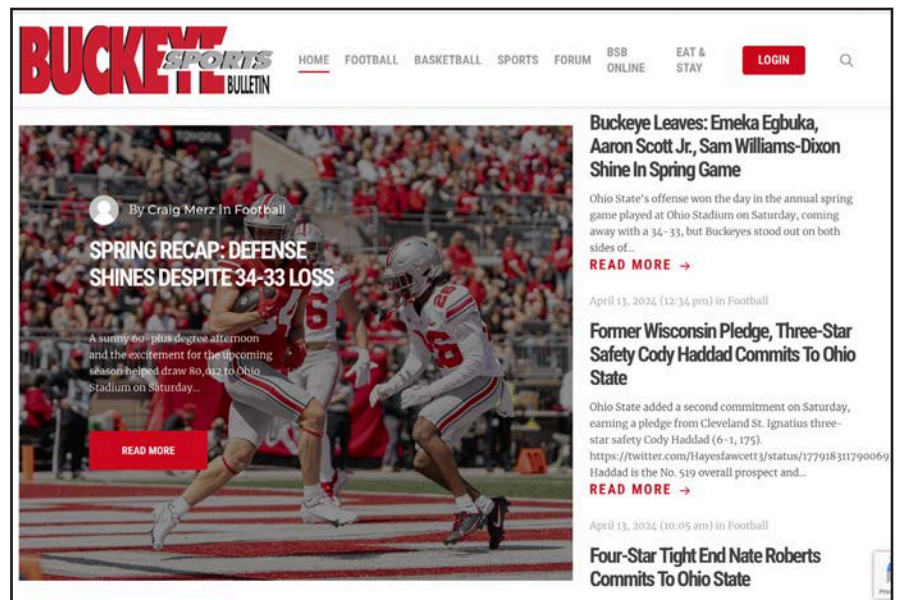 BUCKEYE
SPORTS
BULLETIN
HOME FOOTBALL BASKETBALL SPORTS FORUM BSB ONLINE EAT & STAY LOGIN
By Craig Merz In Football
SPRING RECAP: DEFENSE
SHINES DESPITE 34-33 LOSS
A sunny 60-plus degree afternoon
and the excitement for the upcoming
season helped draw 80,012 to Ohio
Stadium on Saturday...
READ MORE
Buckeye Leaves: Emeka Egbuka,
Aaron Scott Jr., Sam Williams-Dixon
Shine In Spring Game
Ohio State's offense won the day in the annual spring
game played at Ohio Stadium on Saturday, coming
away with a 34-33, but Buckeyes stood out on both
sides of...
READ MORE →
April 13, 2024 (12:34 pm) in Football
Former Wisconsin Pledge, Three-Star
Safety Cody Haddad Commits To Ohio
State
Ohio State added a second commitment on Saturday,
earning a pledge from Cleveland St. Ignatius three-
star safety Cody Haddad (6-1, 175).
https://twitter.com/Hayesfawcett3/status/177918311790069
Haddad is the No. 519 overall prospect and...
READ MORE →
April 13, 2024 (10:05 am) in Football
Four-Star Tight End Nate Roberts
Commits To Ohio State